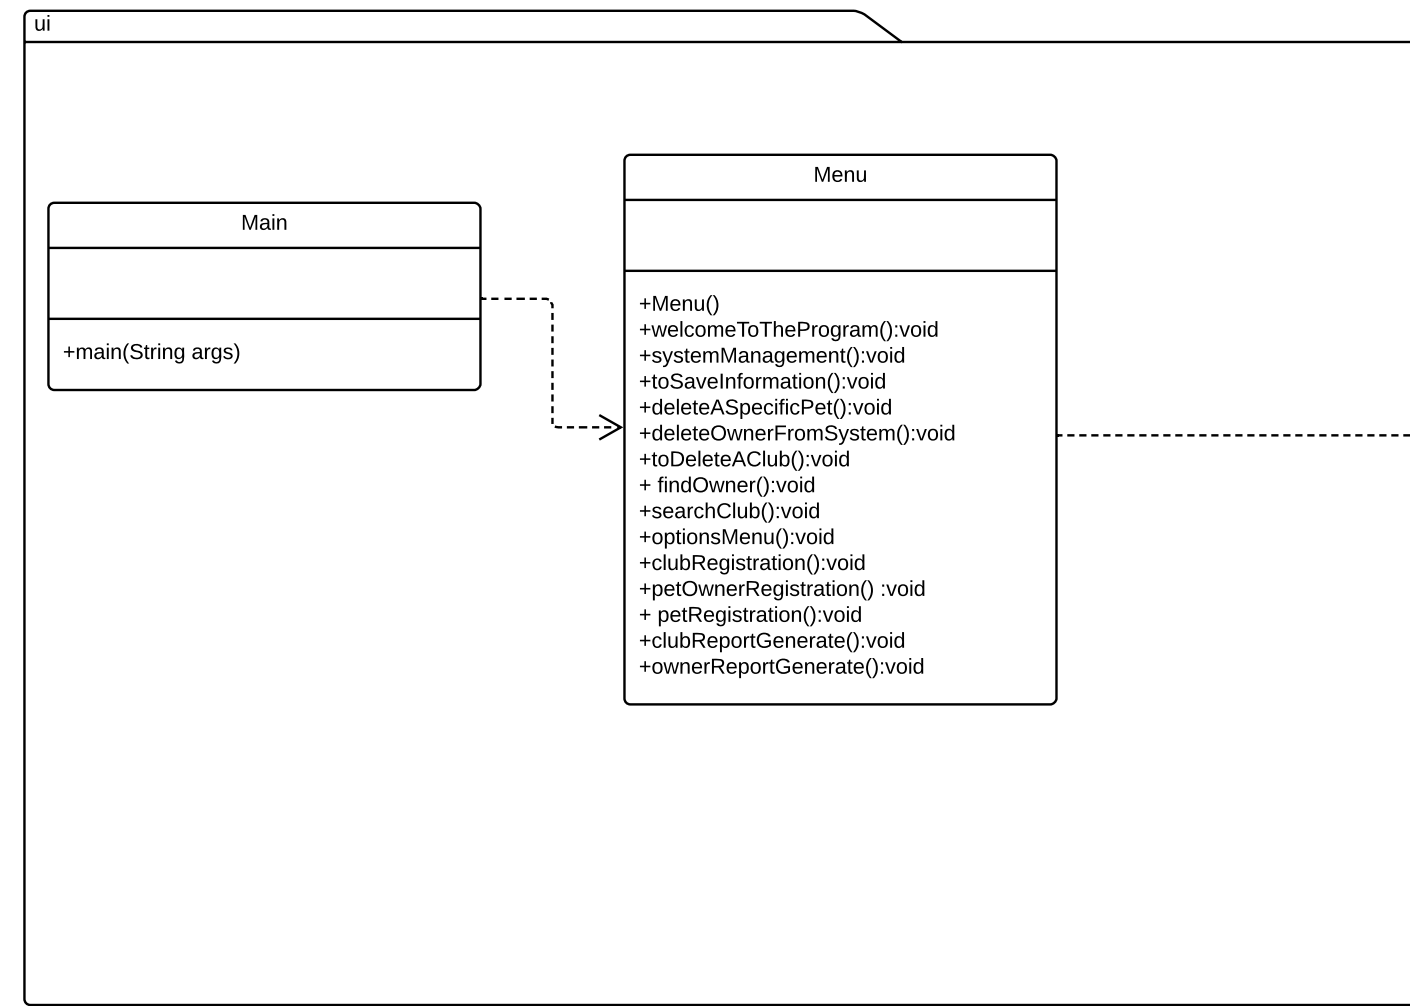 ui
Main
+main(String args)
Menu
+Menu()
+welcomeToTheProgram():void
+systemManagement():void
+toSaveInformation():void
+deleteASpecificPet():void
+deleteOwnerFromSystem():void
+toDeleteAClub():void
+ findOwner():void
+searchClub():void
+optionsMenu():void
+clubRegistration():void
+petOwnerRegistration() :void
+ petRegistration():void
+clubReportGenerate():void
+ownerReportGenerate():void